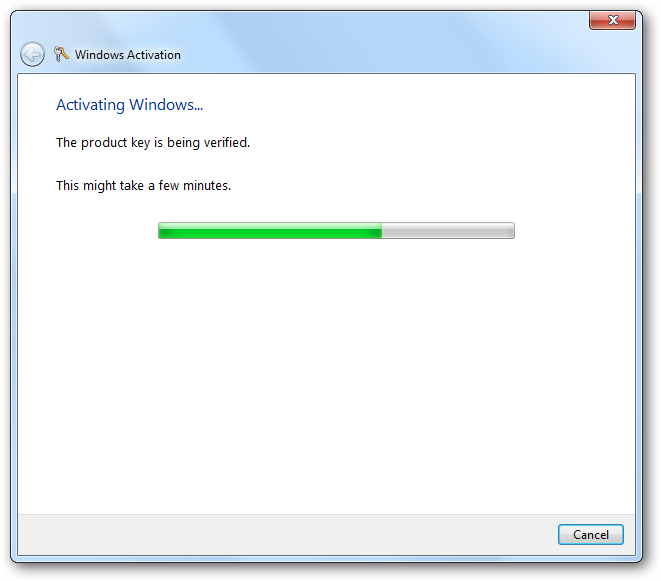 Windows Activation
Activating Windows...
The product key is being verified.
This might take a few minutes.
Cancel